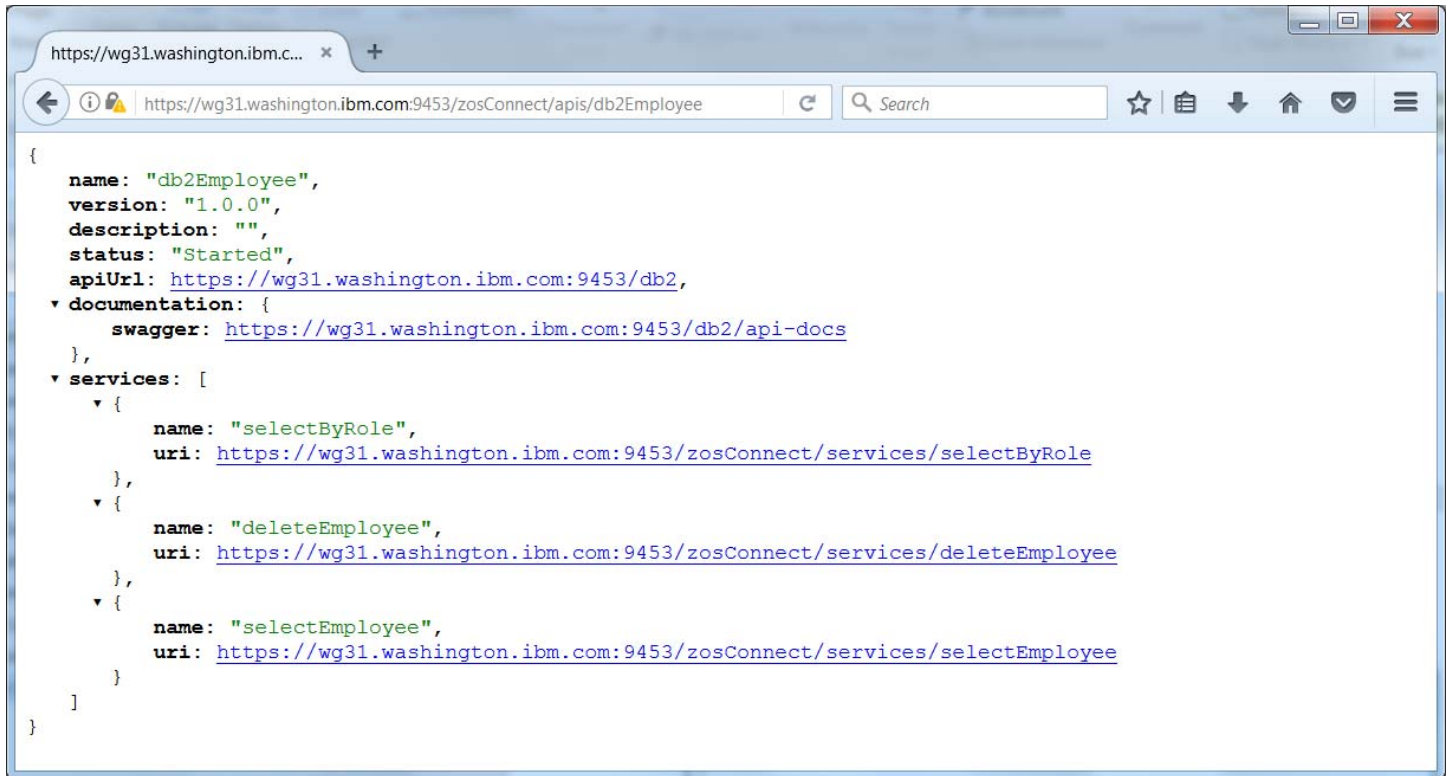 https://wg31.washington.ibm.c...
https://wg31.washington.ibm.com:9453/zosConnect/apis/db2Employee
Search
{
name: "db2Employee",
version: "1.0.0",
description: "",
status: "Started",
apiUrl: https://wg31.washington.ibm.com:9453/db2,
documentation: {
swagger: https://wg31.washington.ibm.com:9453/db2/api-docs
},
services: [
{
name: "selectByRole",
uri: https://wg31.washington.ibm.com:9453/zosConnect/services/selectByRole
},
{
name: "deleteEmployee",
uri: https://wg31.washington.ibm.com:9453/zosConnect/services/deleteEmployee
},
{
name: "selectEmployee",
uri: https://wg31.washington.ibm.com:9453/zosConnect/services/selectEmployee
}
]
}